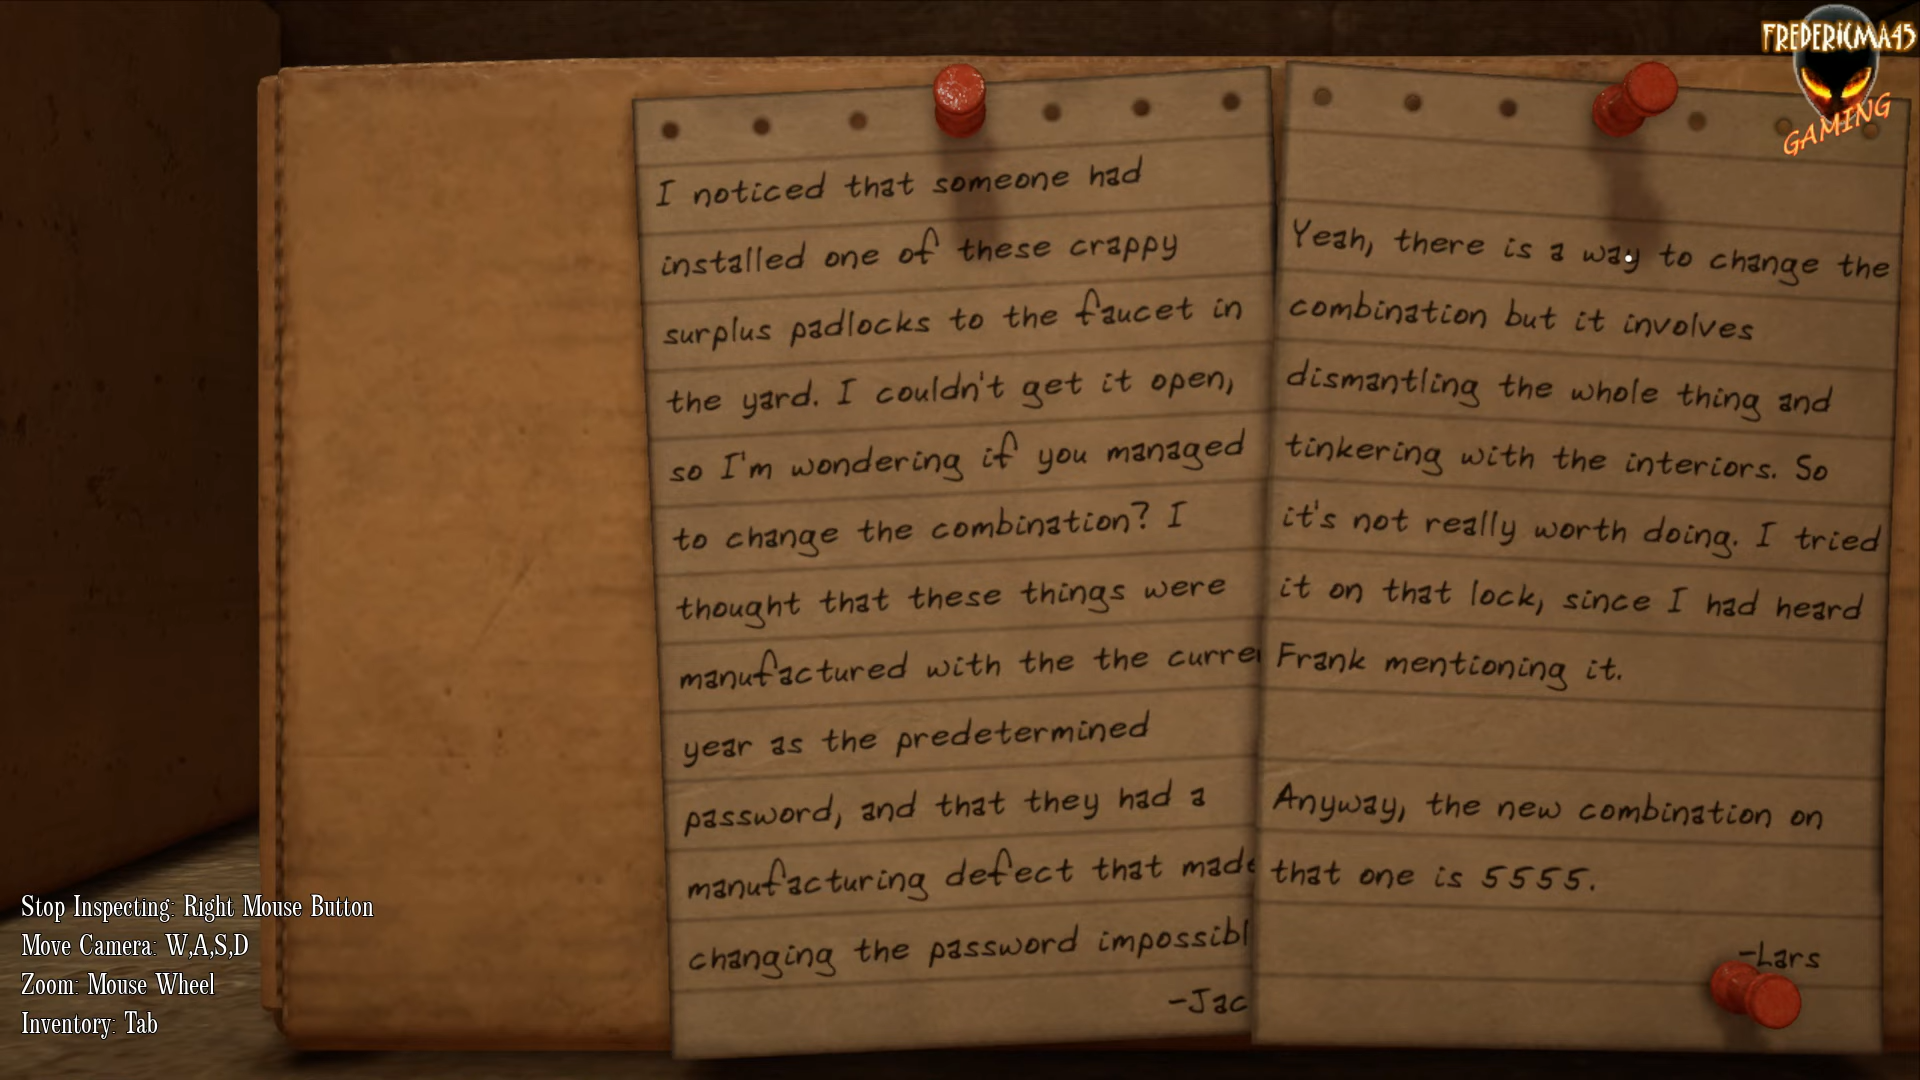 I noticed that someone had
installed one of these crappy
surplus padlocks to the faucet in
the yard. I couldn't get it open,
so I'm wondering if you managed
to change the combination? I
thought that these things were
manufactured with the the curre
year as the predetermined
password, and that they had a
manufacturing defect that made
changing the password impossibl
-Jac
Yeah, there is a way to change the
combination but it involves
dismantling the whole thing and
tinkering with the interiors. So
it's not really worth doing. I tried
it on that lock, since I had heard
Frank mentioning it.
Anyway, the new combination on
that one is 5555.
-Lars
FREDERICMA45
GAMING
Stop Inspecting: Right Mouse Button
Move Camera: W,A,S,D
Zoom: Mouse Wheel
Inventory: Tab